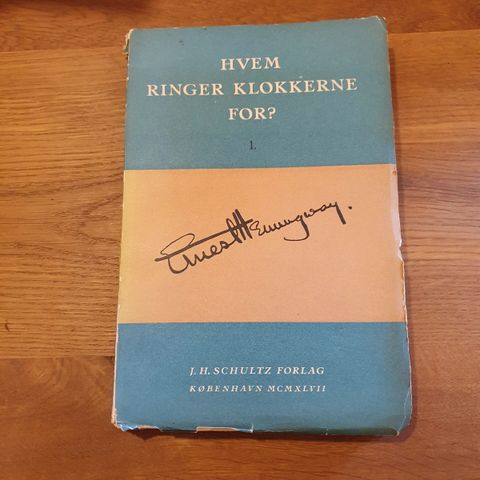 HVEM
RINGER KLOKKERNE
FOR?
1.
Ernest Hemingway.
J. H. SCHULTZ FORLAG
KØBENHAVN MCMXLVII